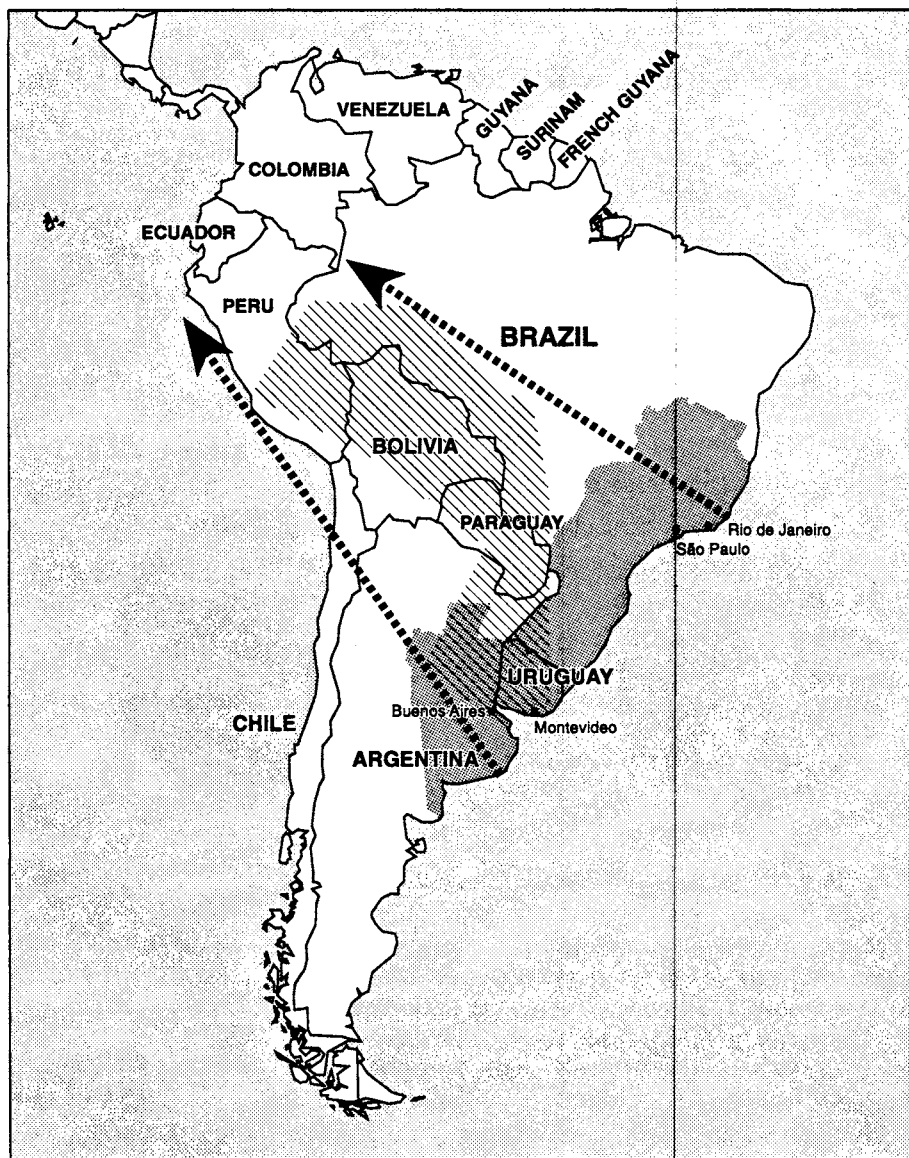 VENEZUELA
GUYANA
SURINAM
FRENCH GUYANA
COLOMBIA
ECUADOR
PERU
BRAZIL
BOLIVIA
PARAGUAY
Rio de Janeiro
São Paulo
URUGUAY
Buenos Aires
Montevideo
CHILE
ARGENTINA